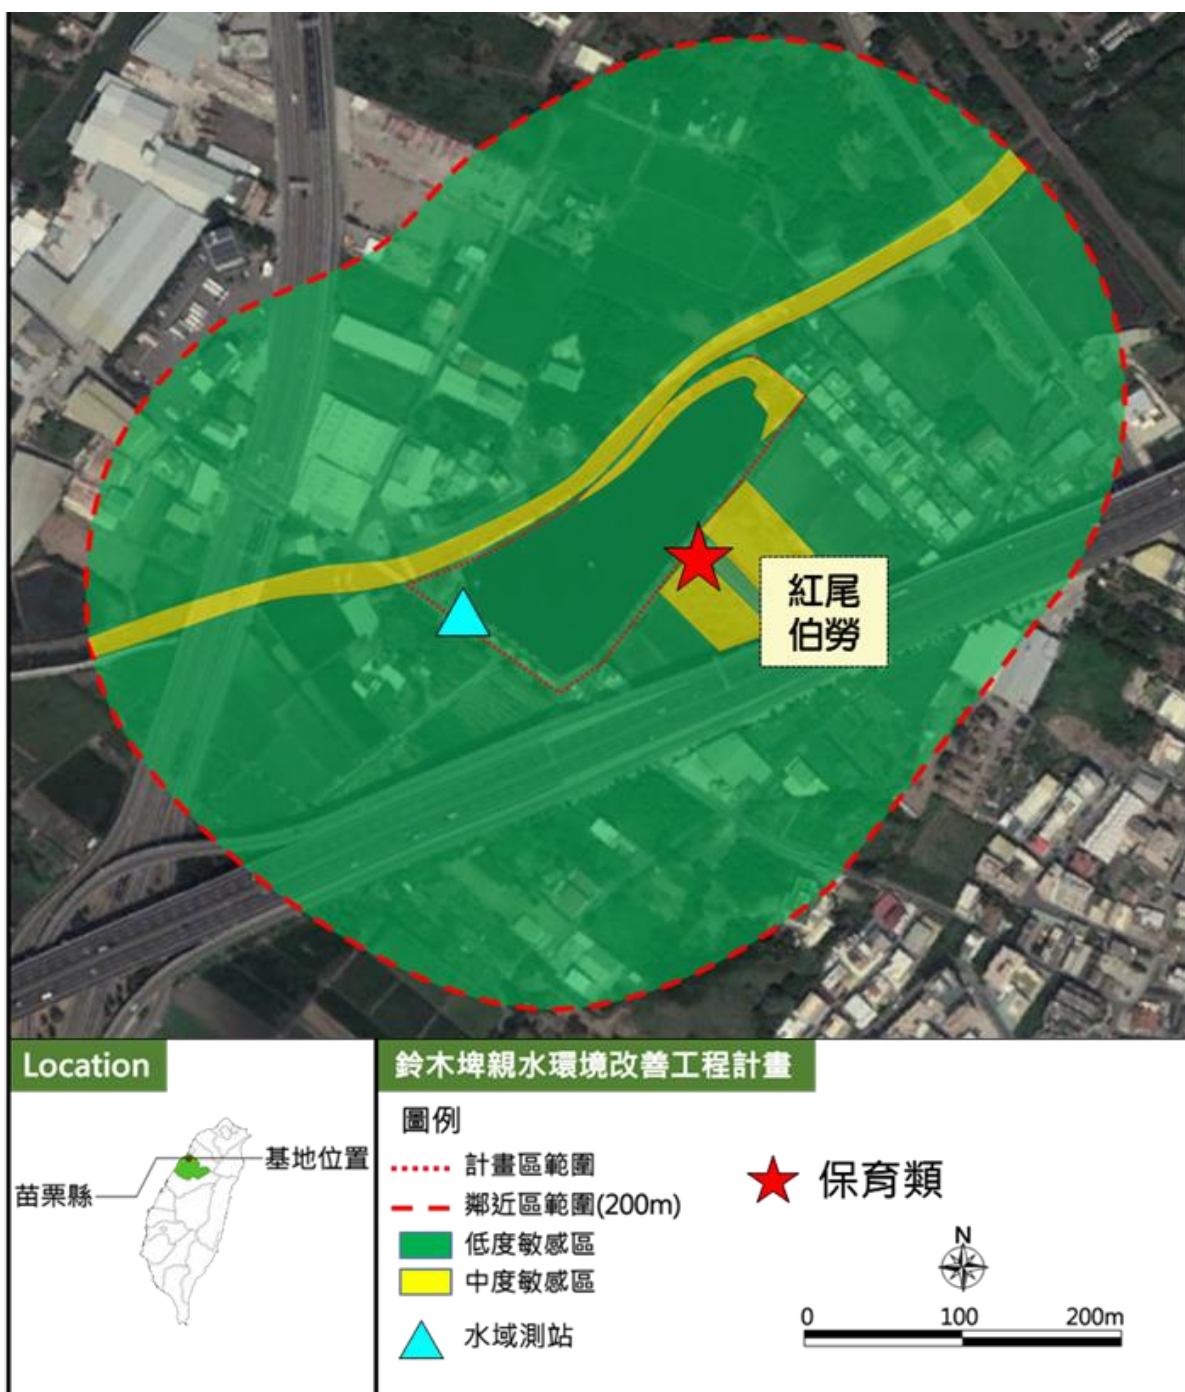 紅尾
伯勞
Location
基地位置
苗栗縣
鈴木埤親水環境改善工程計畫
圖例
計畫區範圍
鄰近區範圍(200m)
低度敏感區
中度敏感區
水域測站
保育類
N
0 100 200m